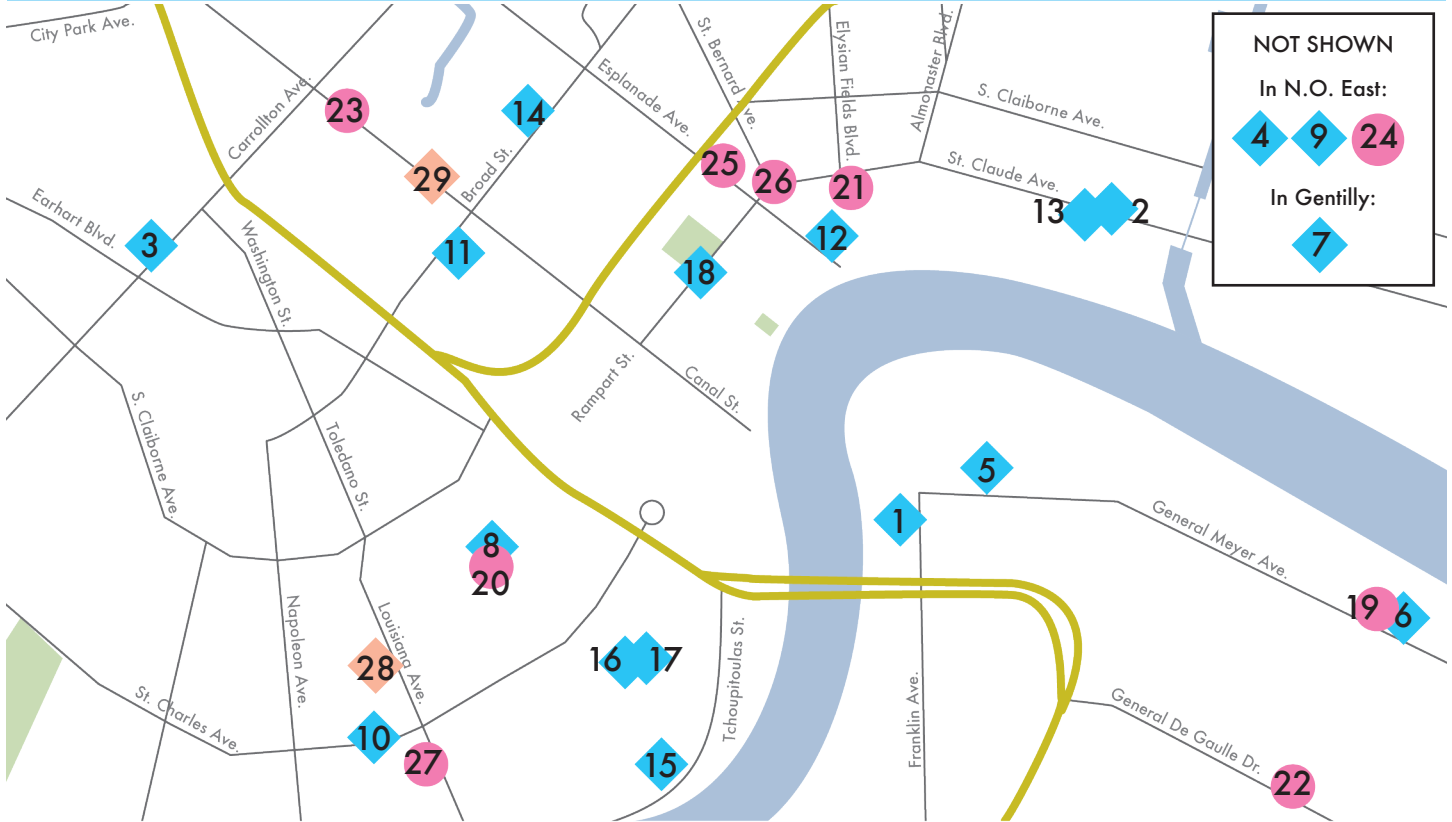 City Park Ave.
Carrollton Ave.
23
14
29
Broad St.
Esplanade Ave.
St. Bernard Ave.
Elysian Fields Blvd.
Almonaster Blvd.
S. Claiborne Ave.
St. Claude Ave.
25
26
21
13
2
12
18
NOT SHOWN
In N.O. East:
4
9
24
In Gentilly:
7
Earhart Blvd.
3
Washington St.
11
Rampart St.
Canal St.
S. Claiborne Ave.
Toledano St.
8
20
5
1
General Meyer Ave.
19
6
Napoleon Ave.
Louisiana Ave.
28
16
17
Tchoupitoulas St.
Franklin Ave.
St. Charles Ave.
10
27
15
General De Gaulle Dr.
22